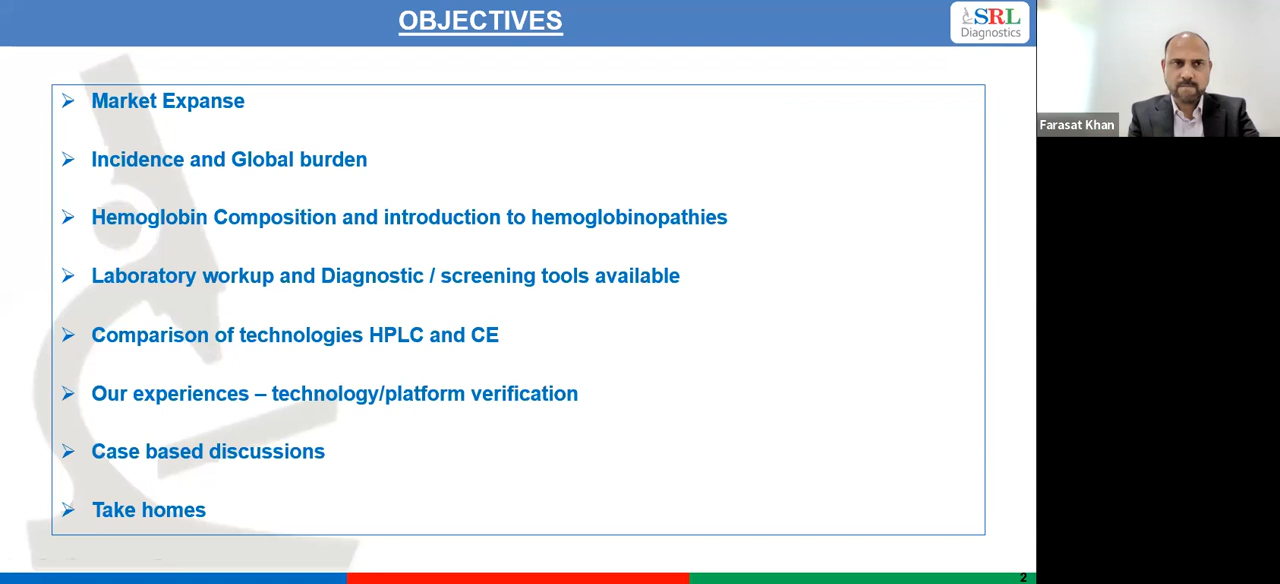 OBJECTIVES
SRL
Diagnostics
Farasat Khan
Market Expanse
Incidence and Global burden
Hemoglobin Composition and introduction to hemoglobinopathies
Laboratory workup and Diagnostic / screening tools available
Comparison of technologies HPLC and CE
Our experiences – technology/platform verification
Case based discussions
Take homes
2